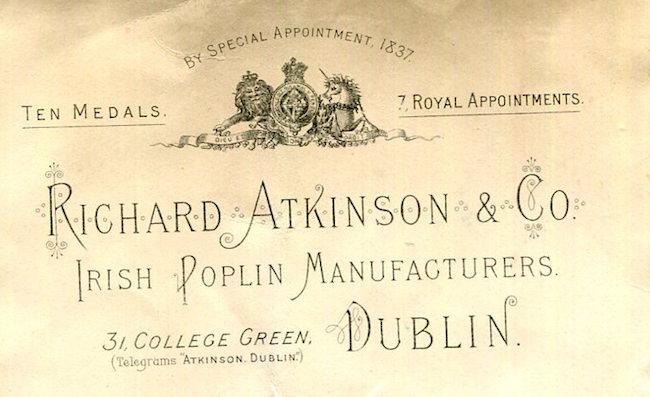 BY SPECIAL APPOINTMENT, 1837.
TEN MEDALS.
7, ROYAL APPOINTMENTS.
RICHARD ATKINSON & CO.
IRISH POPLIN MANUFACTURERS.
31, COLLEGE GREEN,
DUBLIN.
(Telegrams "ATKINSON. DUBLIN.")